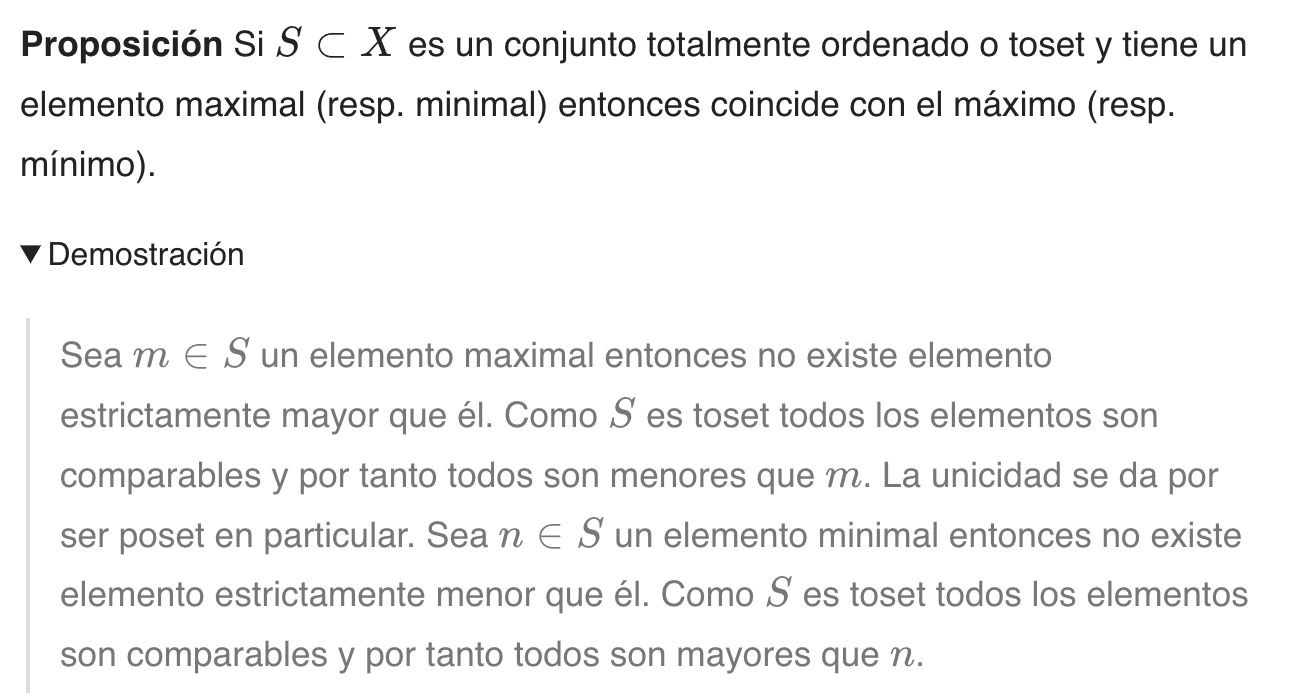 Proposición Si S ⊂ X es un conjunto totalmente ordenado o toset y tiene un
elemento maximal (resp. minimal) entonces coincide con el máximo (resp.
mínimo).
▼ Demostración
Sea m ∈ S un elemento maximal entonces no existe elemento
estrictamente mayor que él. Como S es toset todos los elementos son
comparables y por tanto todos son menores que m. La unicidad se da por
ser poset en particular. Sea n ∈ S un elemento minimal entonces no existe
elemento estrictamente menor que él. Como S es toset todos los elementos
son comparables y por tanto todos son mayores que n.